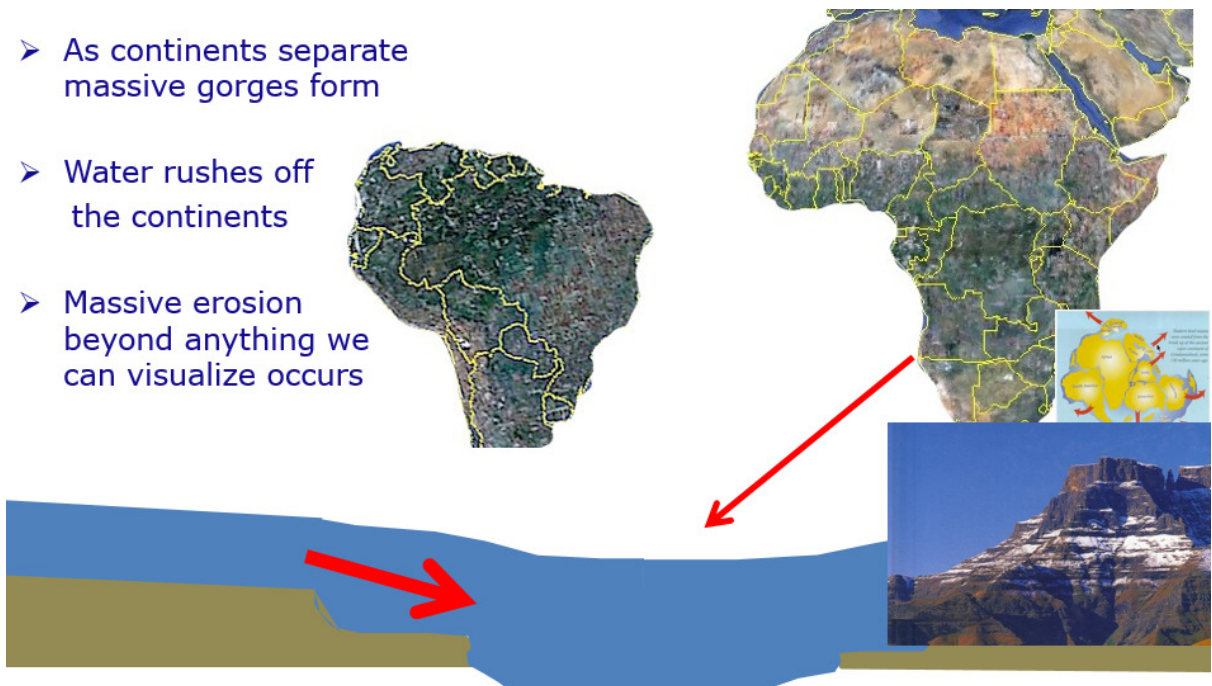 ➢ As continents separate
massive gorges form
➢ Water rushes off
the continents
➢ Massive erosion
beyond anything we
can visualize occurs